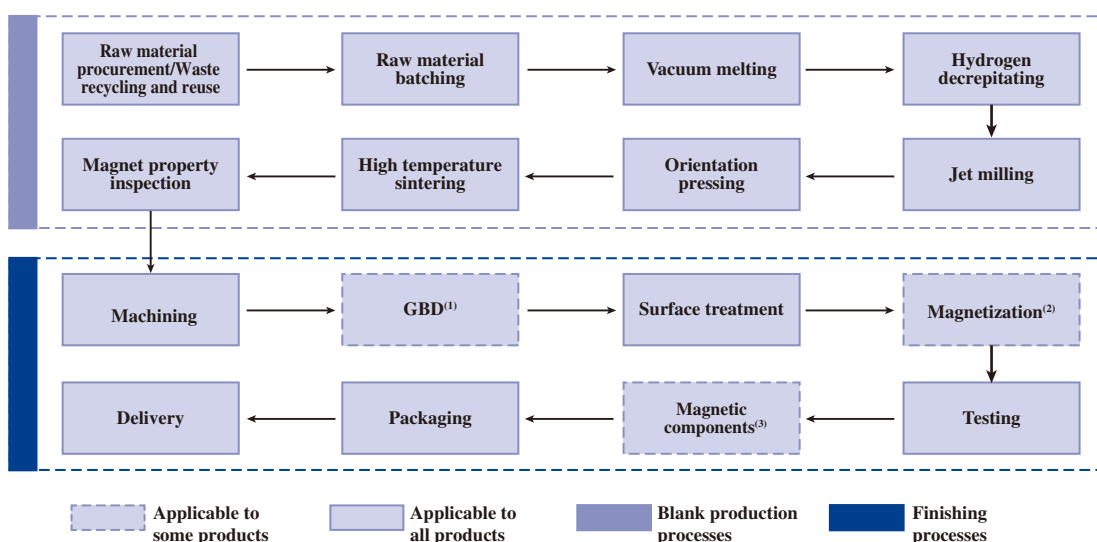 Raw material
procurement/Waste
recycling and reuse
Raw material
batching
Vacuum melting
Hydrogen
decrepitating
Magnet property
inspection
High temperature
sintering
Orientation
pressing
Jet milling
Machining
GBD(1)
Surface treatment
Magnetization(2)
Delivery
Packaging
Magnetic
components(3)
Testing
Applicable to
some products
Applicable to
all products
Blank production
processes
Finishing
processes